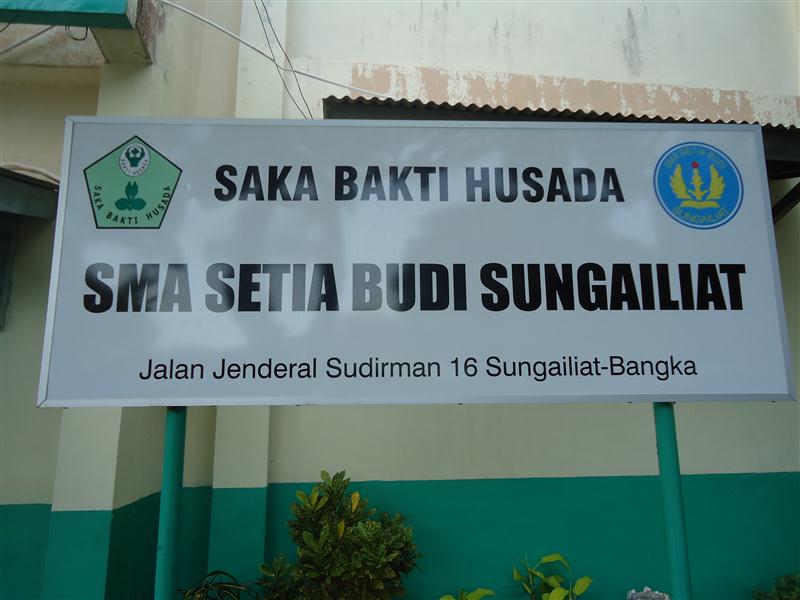 BAKTI HUSADA
SAKA BAKTI HUSADA
SAKA BAKTI HUSADA
SMA SETIA BUDI
SUNGAILIAT
SMA SETIA BUDI SUNGAILIAT
Jalan Jenderal Sudirman 16 Sungailiat-Bangka